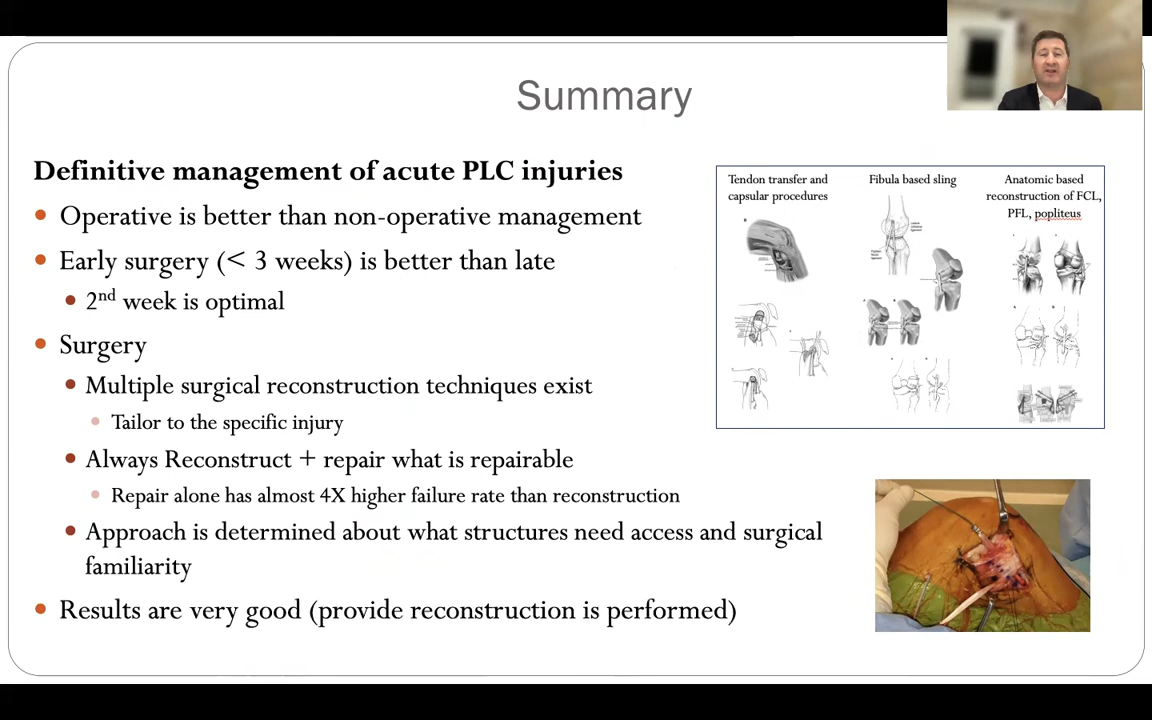 Summary
Definitive management of acute PLC injuries
Operative is better than non-operative management
Early surgery (< 3 weeks) is better than late
2nd week is optimal
Surgery
Multiple surgical reconstruction techniques exist
Tailor to the specific injury
Always Reconstruct + repair what is repairable
Repair alone has almost 4X higher failure rate than reconstruction
Approach is determined about what structures need access and surgical
familiarity
Results are very good (provide reconstruction is performed)
Tendon transfer and
capsular procedures
Fibula based sling
Anatomic based
reconstruction of FCL,
PFL, popliteus